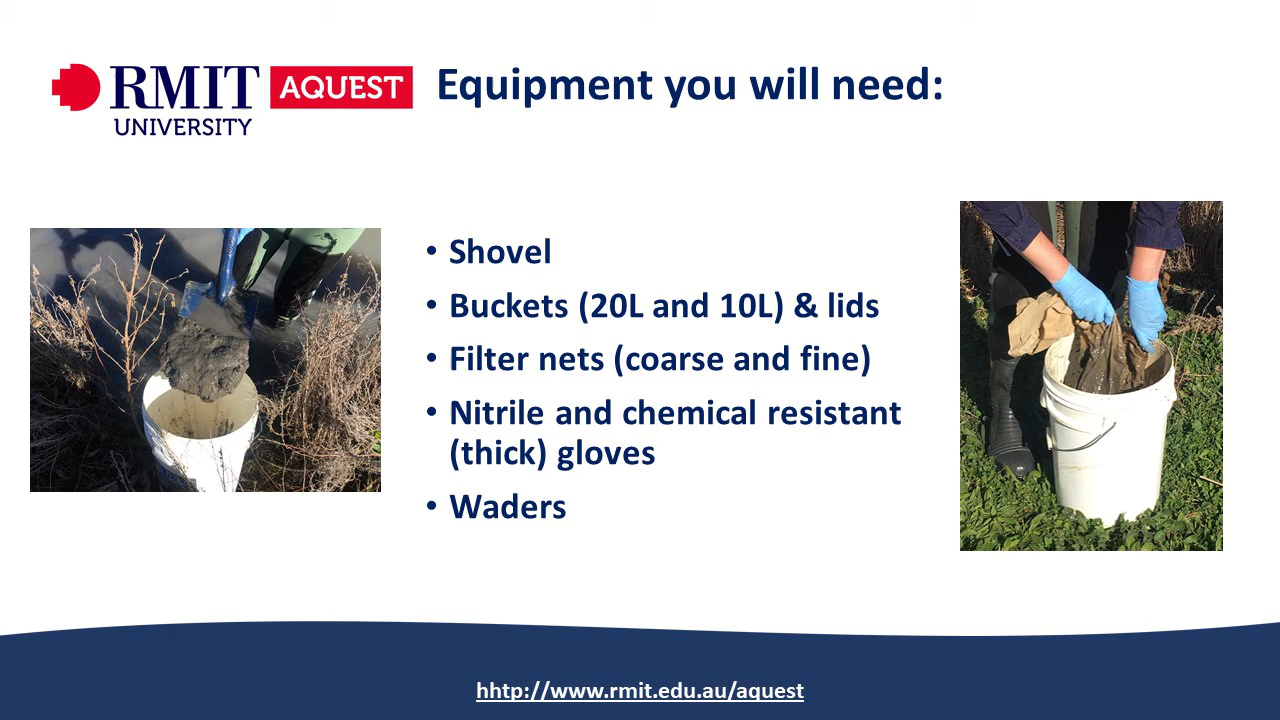 RMIT AQUEST Equipment you will need:
UNIVERSITY
• Shovel
• Buckets (20L and 10L) & lids
• Filter nets (coarse and fine)
• Nitrile and chemical resistant
(thick) gloves
• Waders
hhtp://www.rmit.edu.au/aquest